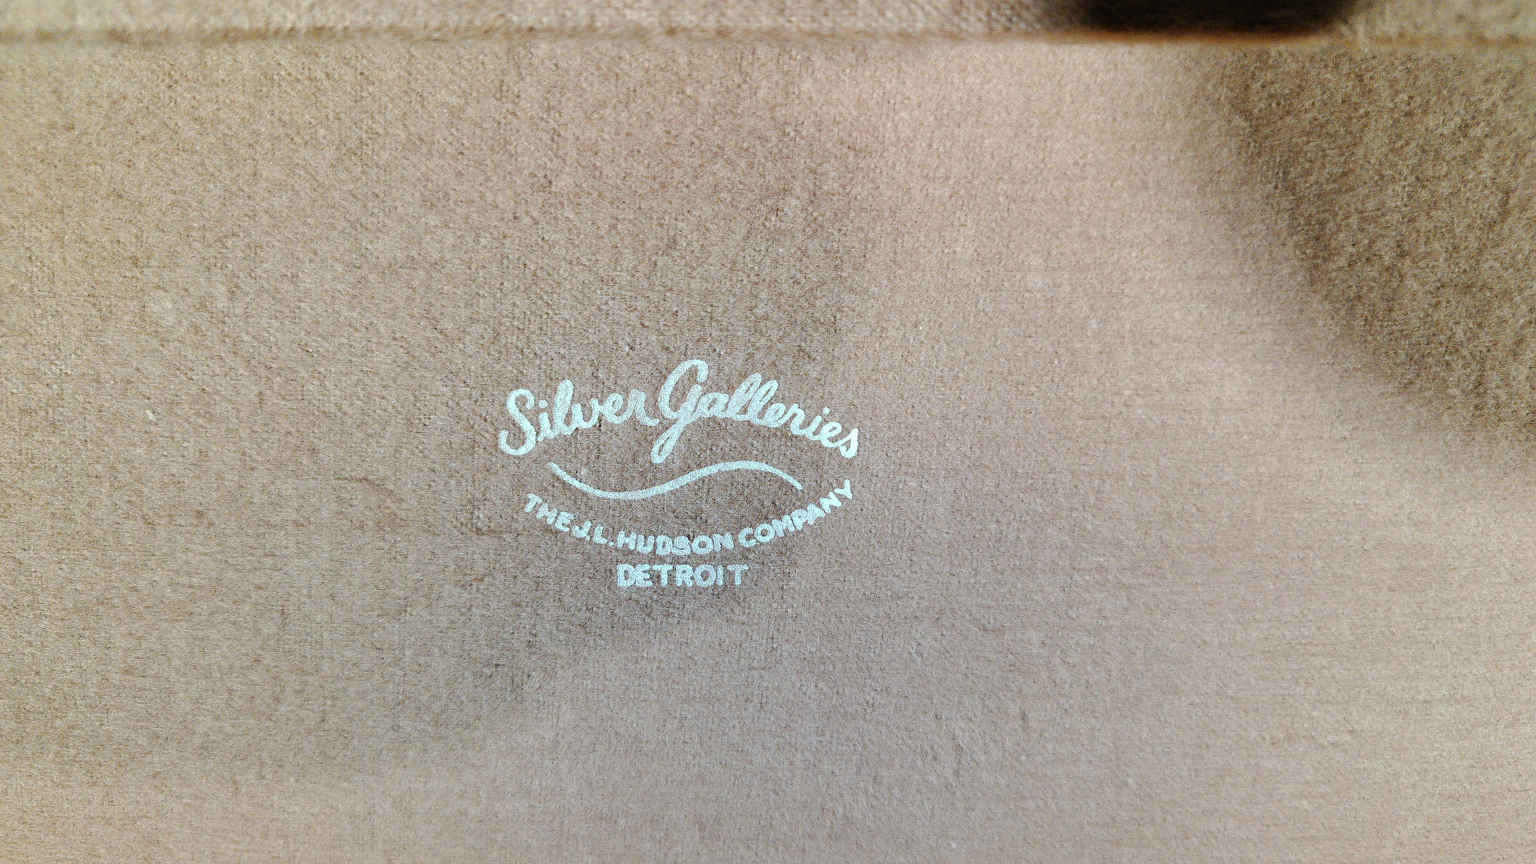 Silver Galleries
THE J.L. HUDSON COMPANY
DETROIT